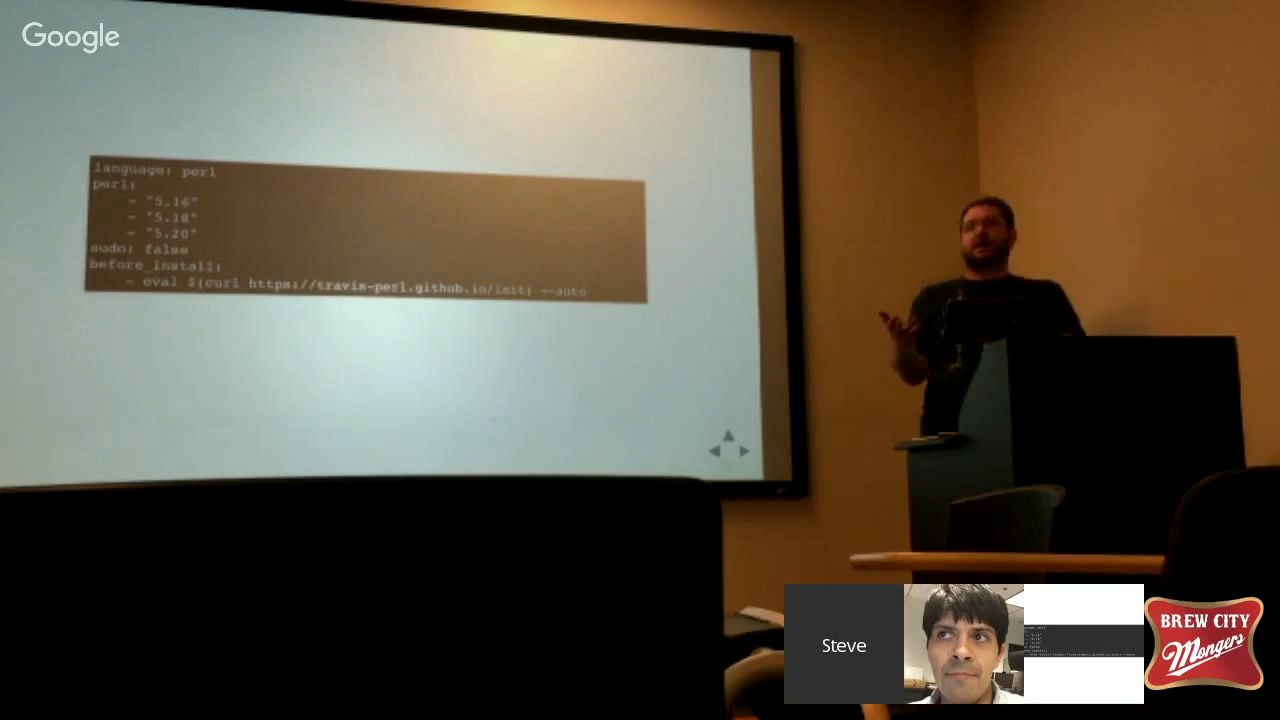 Google
language: perl
perl:
- "5.16"
- "5.18"
- "5.20"
sudo: false
before_install:
- eval $(curl https://travis-perl.github.io/init) --auto
Steve
BREW CITY
Mongers